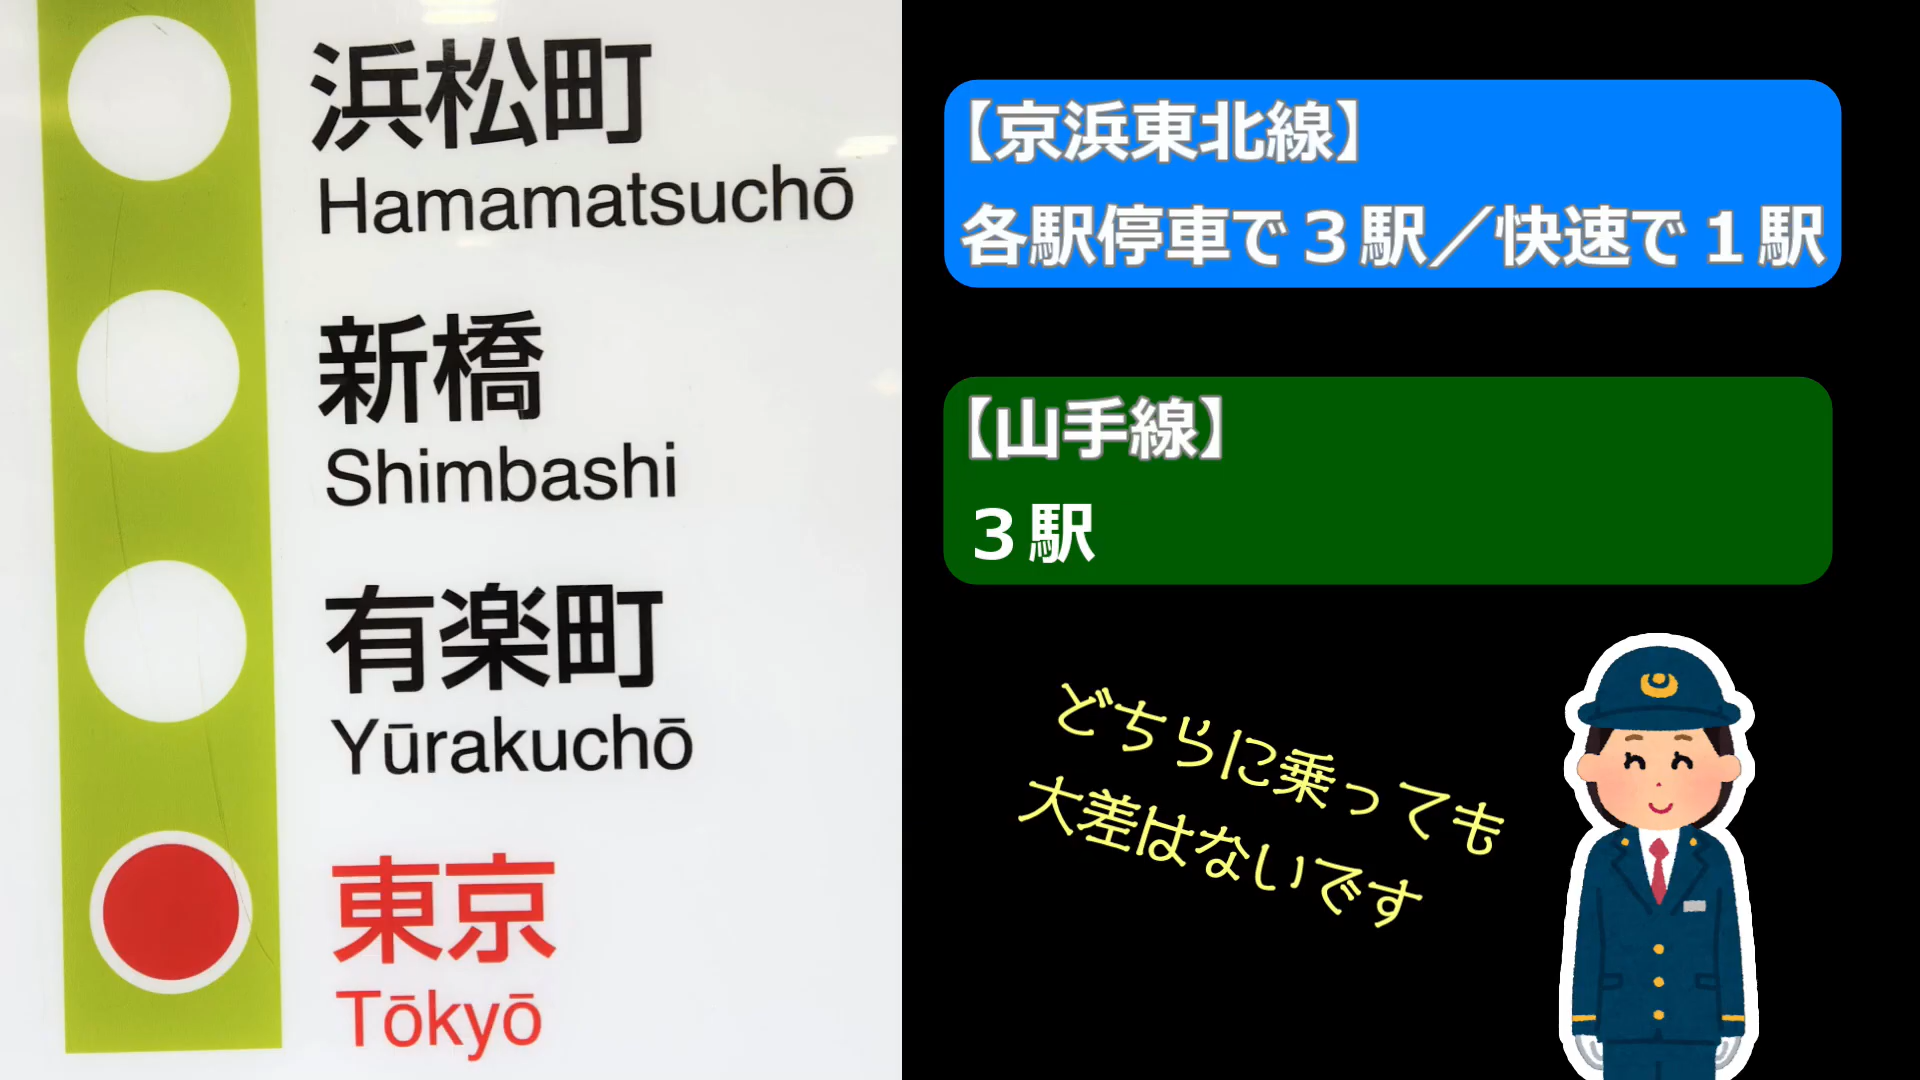 浜松町
Hamamatsuchō
新橋
Shimbashi
有楽町
Yūrakuchō
東京
Tōkyō
【京浜東北線】
各駅停車で３駅／快速で１駅
【山手線】
３駅
どちらに乗っても
大差はないです